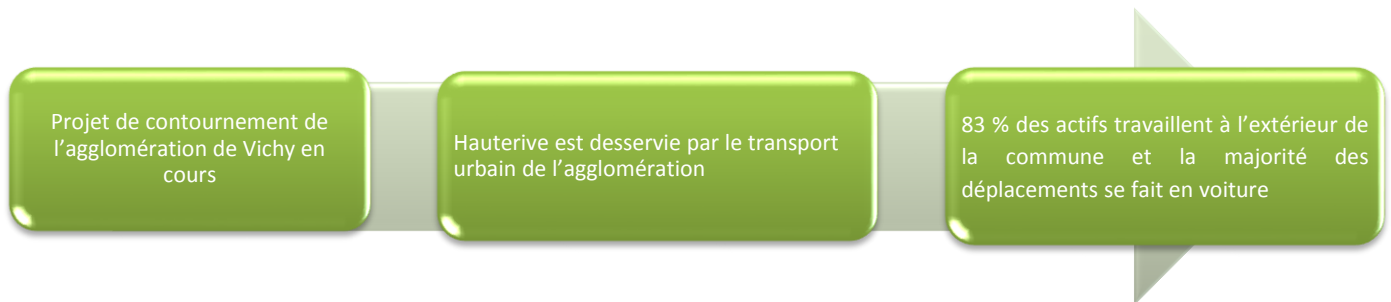 Projet de contournement de
l’agglomération de Vichy en
cours
Hauterive est desservie par le transport
urbain de l’agglomération
83 % des actifs travaillent à l’extérieur de
la commune et la majorité des
déplacements se fait en voiture